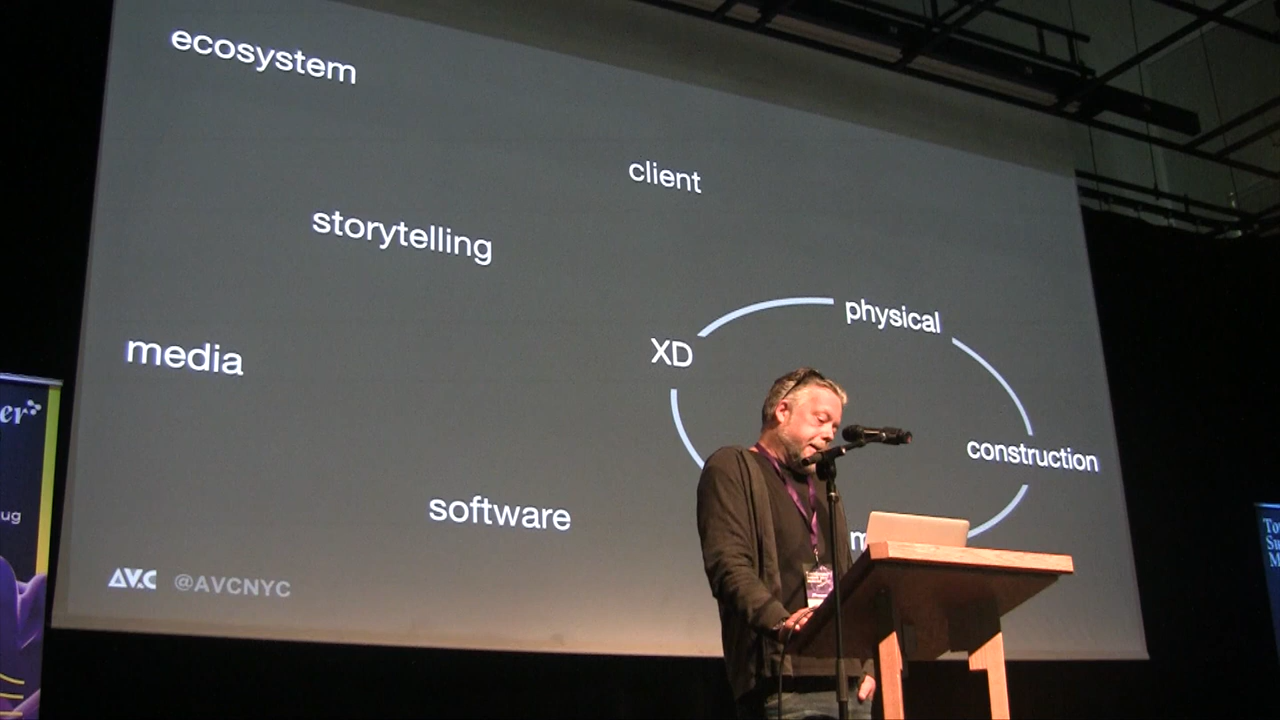 ecosystem
client
storytelling
physical
XD
media
construction
software
AV.C @AVCNYC